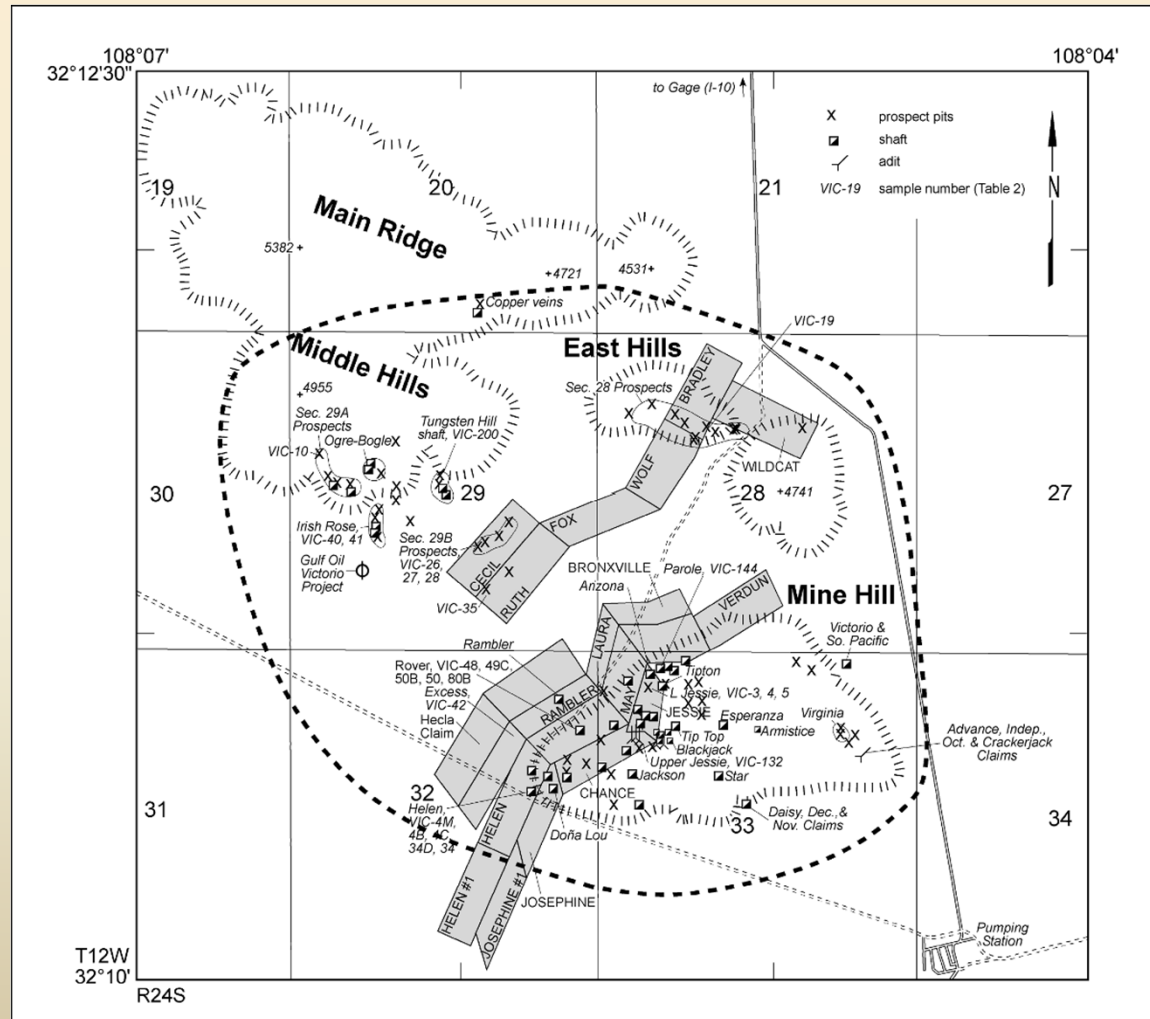 108°07'
108°04'
32°12'30"
to Gage (I-10)
X prospect pits
shaft
adit
VIC-19 sample number (Table 2)
N
19
20
21
Main Ridge
5382 +
+4721
4531+
Copper veins
VIC-19
Middle Hills
East Hills
BRADLEY
+4955
Sec. 28 Prospects
Sec. 29A
Prospects
Ogre-Bogle
VIC-10
Tungsten Hill
shaft, VIC-200
WOLF
WILDCAT
30
29
28
+4741
27
Irish Rose,
VIC-40, 41
Sec. 29B
Prospects,
VIC-26,
27, 28
FOX
Gulf Oil
Victorio
Project
CECIL
RUTH
VIC-35
BRONXVILLE
Arizona
Parole, VIC-144
VERDUN
Mine Hill
LAURA
Victorio &
So. Pacific
Rambler
Rover, VIC-48, 49C,
50B, 50, 80B
Excess,
VIC-42
Hecla
Claim
RAMBLER
MAY
Tipton
L Jessie, VIC-3, 4, 5
JESSIE
Esperanza
Armistice
Virginia
Tip Top
Blackjack
Upper Jessie, VIC-132
Advance, Indep.,
Oct. & Crackerjack
Claims
Jackson
Star
CHANCE
32
31
33
34
Helen,
VIC-4M,
4B, 4C,
34D, 34
HELEN
Doña Lou
Daisy, Dec.,&
Nov. Claims
HELEN #1
JOSEPHINE #1
JOSEPHINE
Pumping
Station
T12W
32°10'
R24S